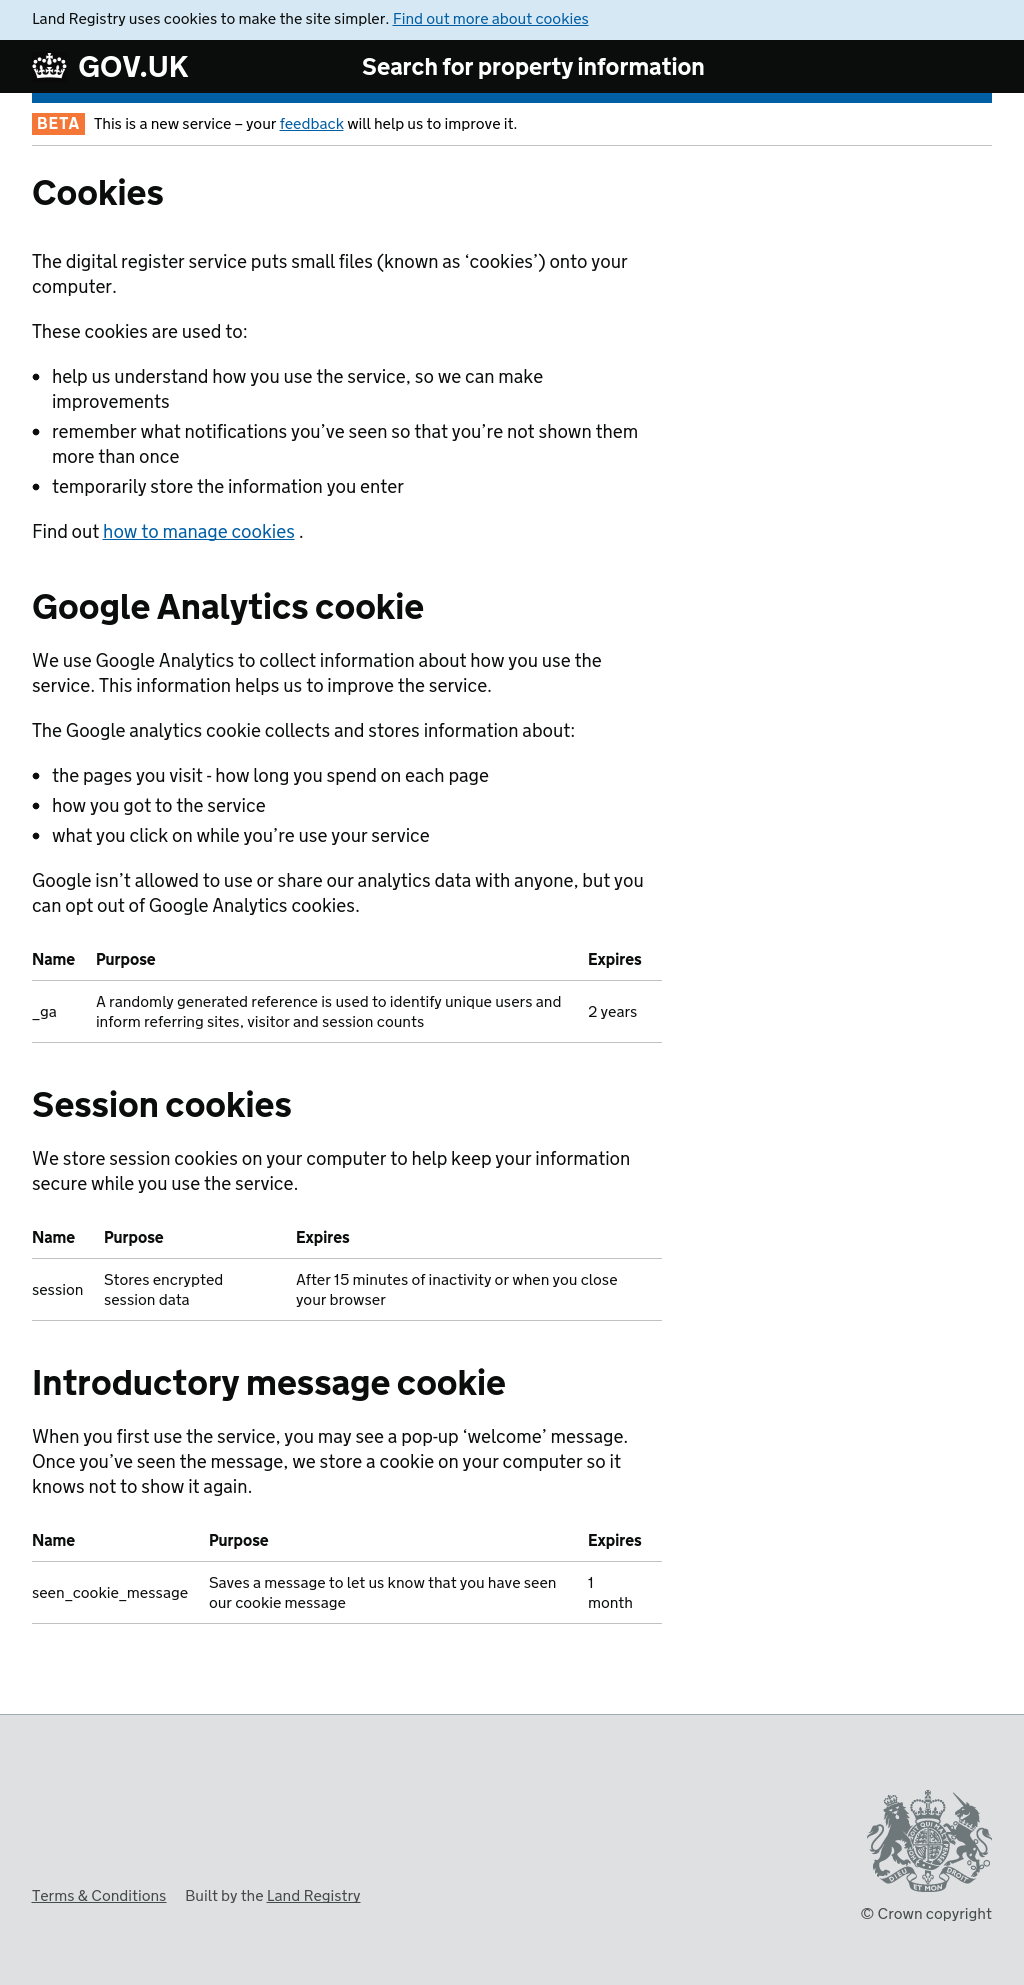 Land Registry uses cookies to make the site simpler. Find out more about cookies
GOV.UK
Search for property information
BETA This is a new service – your feedback will help us to improve it.
Cookies
The digital register service puts small files (known as ‘cookies’) onto your
computer.
These cookies are used to:
• help us understand how you use the service, so we can make
improvements
• remember what notifications you’ve seen so that you’re not shown them
more than once
• temporarily store the information you enter
Find out how to manage cookies .
Google Analytics cookie
We use Google Analytics to collect information about how you use the
service. This information helps us to improve the service.
The Google analytics cookie collects and stores information about:
• the pages you visit - how long you spend on each page
• how you got to the service
• what you click on while you’re use your service
Google isn’t allowed to use or share our analytics data with anyone, but you
can opt out of Google Analytics cookies.
Name Purpose Expires
_ga A randomly generated reference is used to identify unique users and
inform referring sites, visitor and session counts 2 years
Session cookies
We store session cookies on your computer to help keep your information
secure while you use the service.
Name Purpose Expires
session Stores encrypted
session data After 15 minutes of inactivity or when you close
your browser
Introductory message cookie
When you first use the service, you may see a pop-up ‘welcome’ message.
Once you’ve seen the message, we store a cookie on your computer so it
knows not to show it again.
Name Purpose Expires
seen_cookie_message Saves a message to let us know that you have seen
our cookie message 1
month
DIEU ET MON DROIT
Terms & Conditions Built by the Land Registry
© Crown copyright